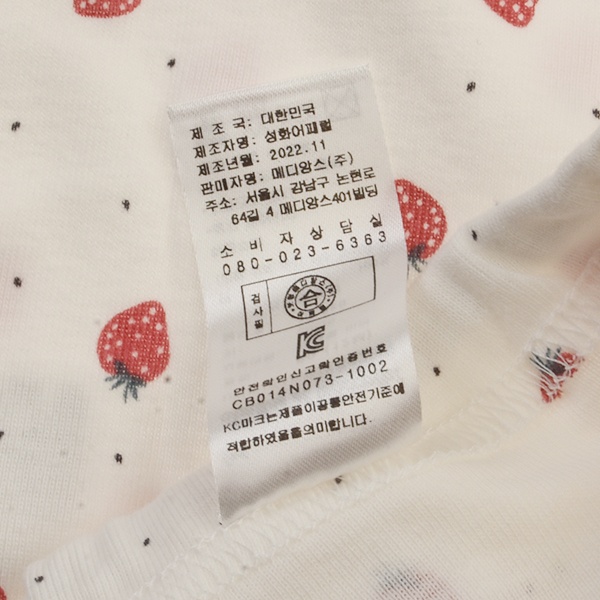 제 조 국: 대한민국
제조자명: 성화어패럴
제조년월: 2022.11
판매자명: 메디앙스(주)
주소: 서울시 강남구 논현로
64길 4 메디앙스401빌딩
소 비 자 상 담 실
080-023-6363
검사필
合
KC
안전확인신고확인증번호
CB014N073-1002
KC마크는제품이공통안전기준에
적합하였음을의미합니다.